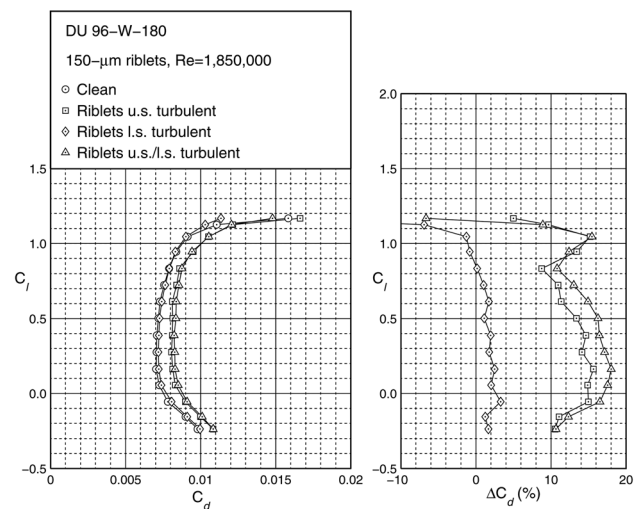 DU 96−W−180
150−μm riblets, Re=1,850,000
Clean
Riblets u.s. turbulent
Riblets l.s. turbulent
Riblets u.s./l.s. turbulent
1.5
1.0
0.5
0.0
−0.5
C_l
0
0.005
0.01
0.015
0.02
C_d
2.0
1.5
1.0
0.5
0.0
−0.5
C_l
−10
0
10
20
ΔC_d (%)